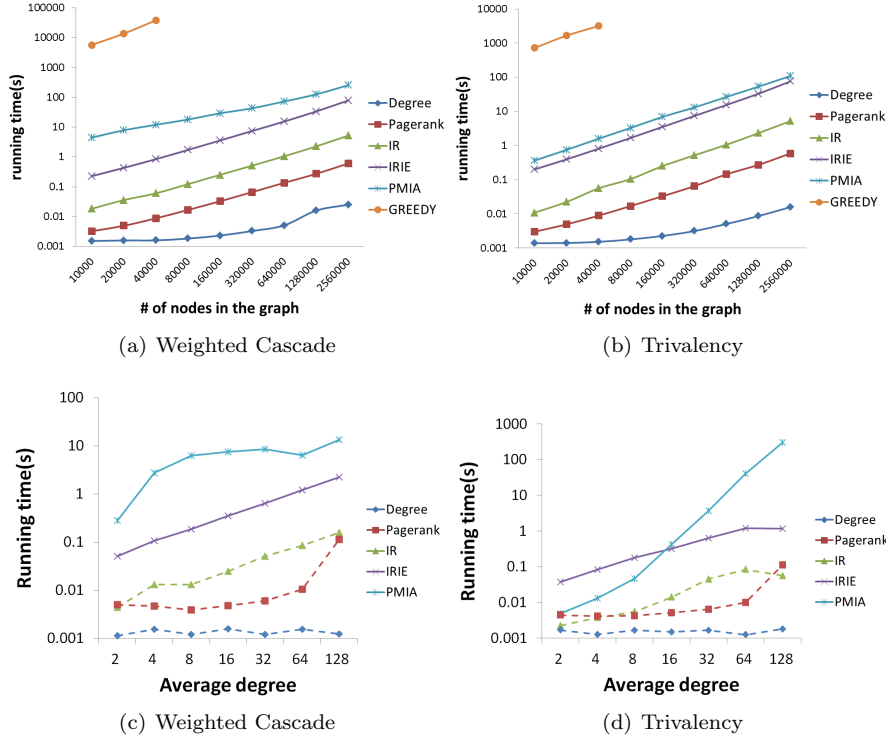 100000
10000
1000
100
10
1
0.1
0.01
0.001
running time(s)
10000
20000
40000
80000
160000
320000
640000
1280000
2560000
# of nodes in the graph
Degree
Pagerank
IR
IRIE
PMIA
GREEDY
(a) Weighted Cascade
10000
1000
100
10
1
0.1
0.01
0.001
running time(s)
10000
20000
40000
80000
160000
320000
640000
1280000
2560000
# of nodes in the graph
Degree
Pagerank
IR
IRIE
PMIA
GREEDY
(b) Trivalency
100
10
1
0.1
0.01
0.001
Running time(s)
2 4 8 16 32 64 128
Average degree
Degree
Pagerank
IR
IRIE
PMIA
(c) Weighted Cascade
1000
100
10
1
0.1
0.01
0.001
Running time(s)
2 4 8 16 32 64 128
Average degree
Degree
Pagerank
IR
IRIE
PMIA
(d) Trivalency